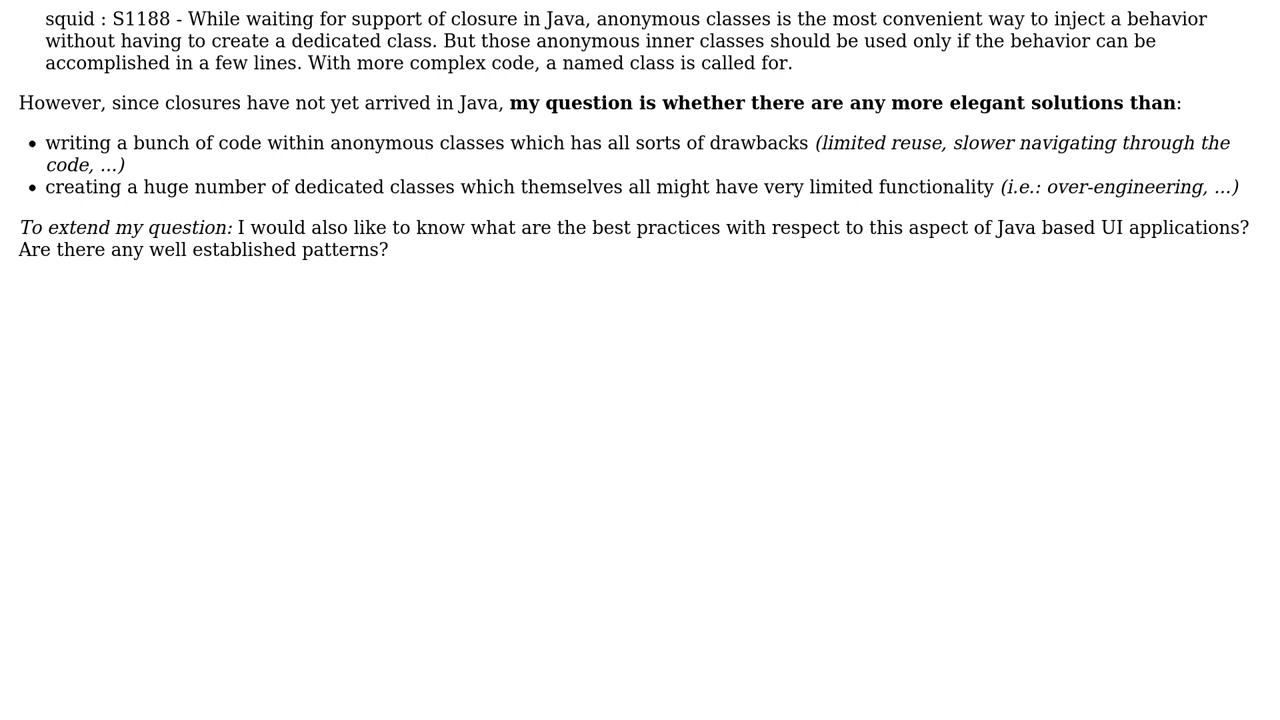 squid : S1188 - While waiting for support of closure in Java, anonymous classes is the most convenient way to inject a behavior
without having to create a dedicated class. But those anonymous inner classes should be used only if the behavior can be
accomplished in a few lines. With more complex code, a named class is called for.
However, since closures have not yet arrived in Java, my question is whether there are any more elegant solutions than:
• writing a bunch of code within anonymous classes which has all sorts of drawbacks (limited reuse, slower navigating through the
code, ...)
• creating a huge number of dedicated classes which themselves all might have very limited functionality (i.e.: over-engineering, ...)
To extend my question: I would also like to know what are the best practices with respect to this aspect of Java based UI applications?
Are there any well established patterns?